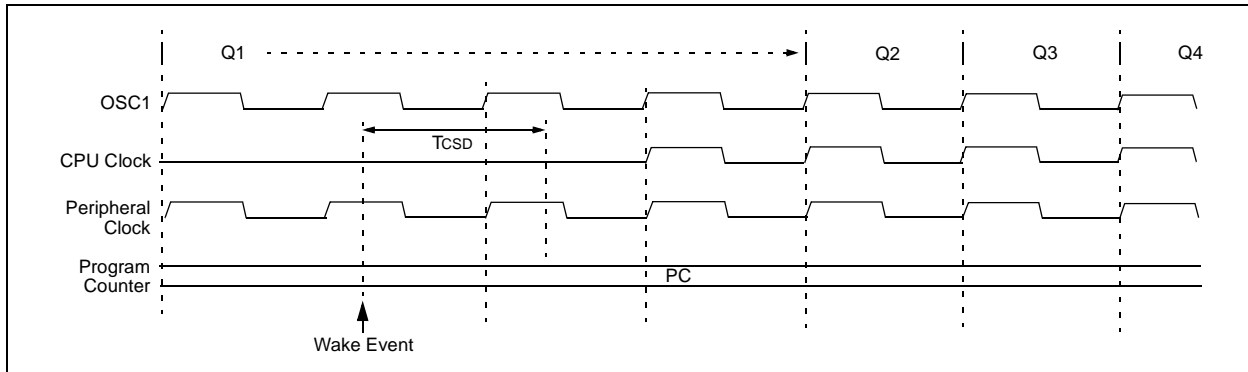 Q1 Q2 Q3 Q4
OSC1
TCSD
CPU Clock
Peripheral
Clock
Program
Counter
PC
Wake Event